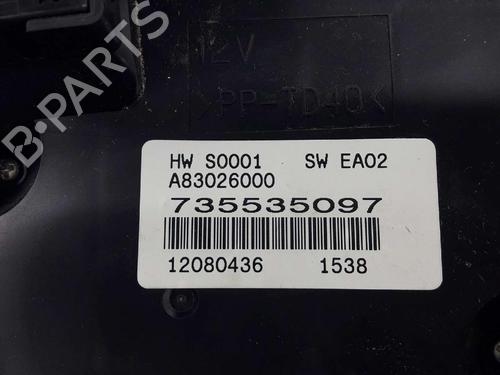 12V
>PP-TD40<
HW S0001 SW EA02
A83026000
735535097
12080436 1538
B-PARTS